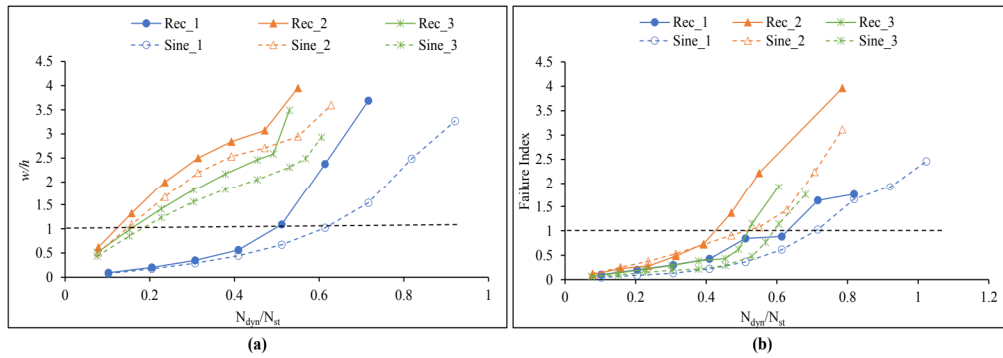 Rec_1 Rec_2 Rec_3
Sine_1 Sine_2 Sine_3
w/h
4.5
4
3.5
3
2.5
2
1.5
1
0.5
0
0 0.2 0.4 0.6 0.8 1
Ndyn/Nst
(a)
Rec_1 Rec_2 Rec_3
Sine_1 Sine_2 Sine_3
Failure Index
4.5
4
3.5
3
2.5
2
1.5
1
0.5
0
0 0.2 0.4 0.6 0.8 1 1.2
Ndyn/Nst
(b)